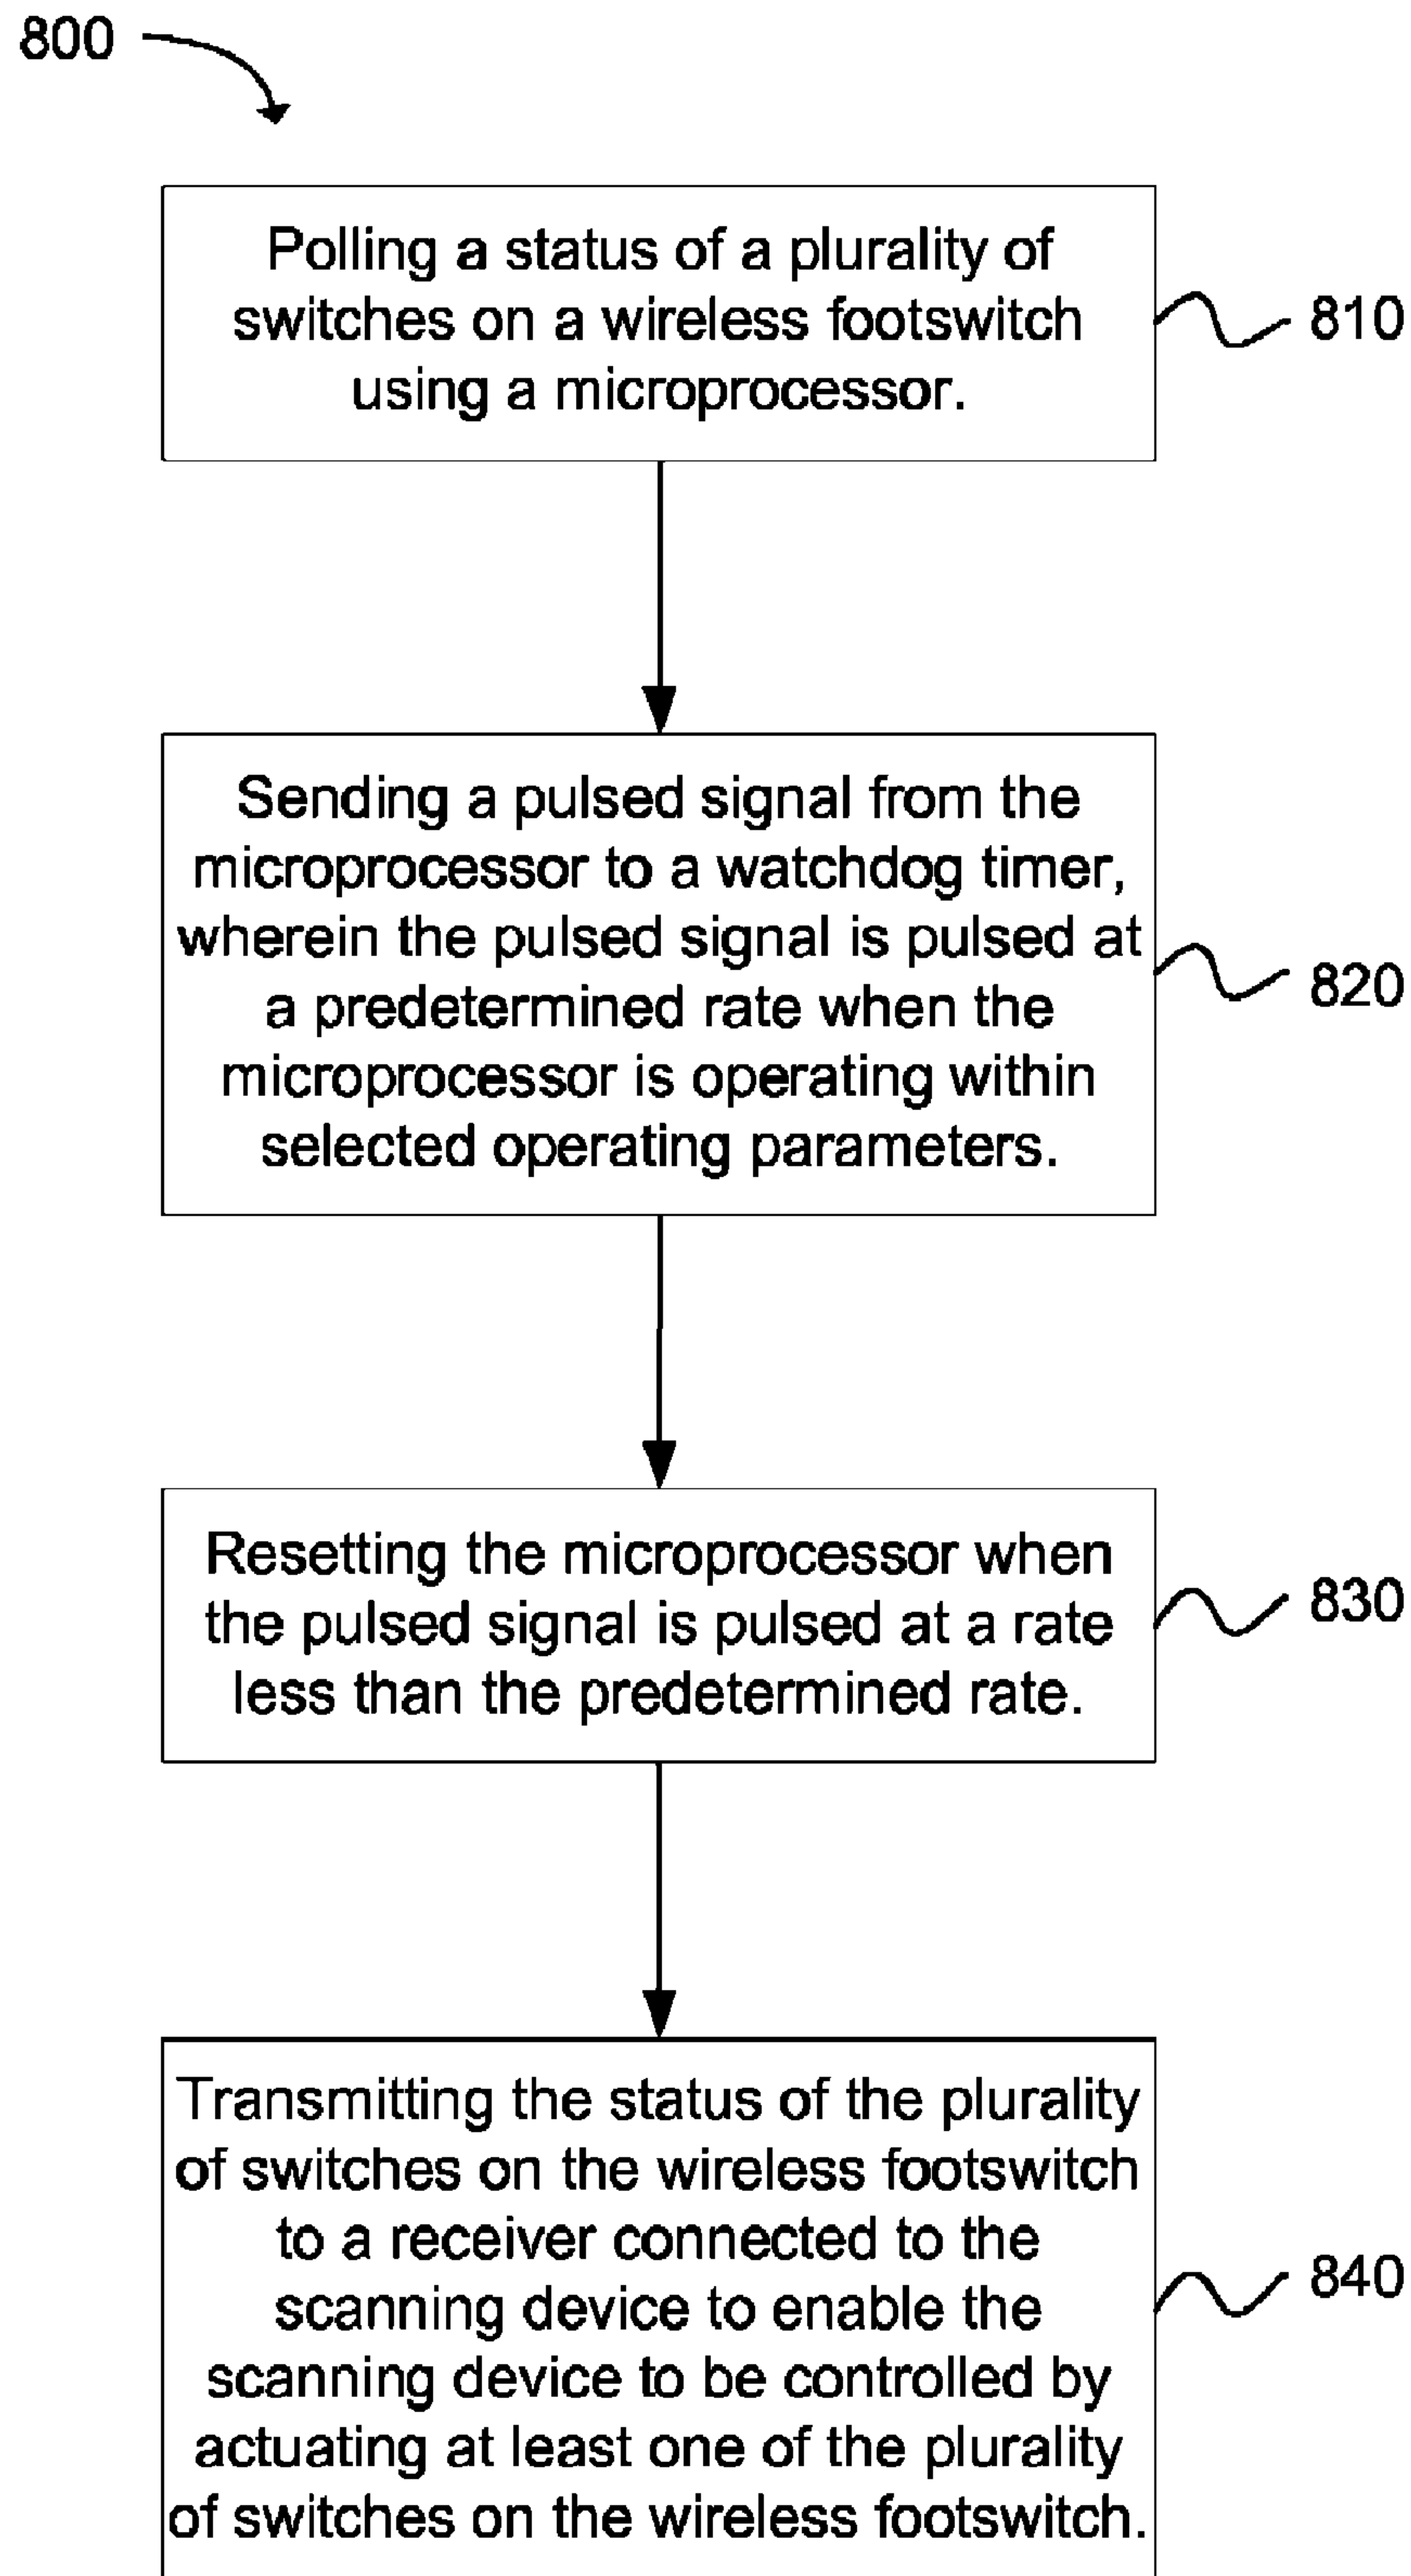 800
Polling a status of a plurality of
switches on a wireless footswitch
using a microprocessor.
810
Sending a pulsed signal from the
microprocessor to a watchdog timer,
wherein the pulsed signal is pulsed at
a predetermined rate when the
microprocessor is operating within
selected operating parameters.
820
Resetting the microprocessor when
the pulsed signal is pulsed at a rate
less than the predetermined rate.
830
Transmitting the status of the plurality
of switches on the wireless footswitch
to a receiver connected to the
scanning device to enable the
scanning device to be controlled by
actuating at least one of the plurality
of switches on the wireless footswitch.
840